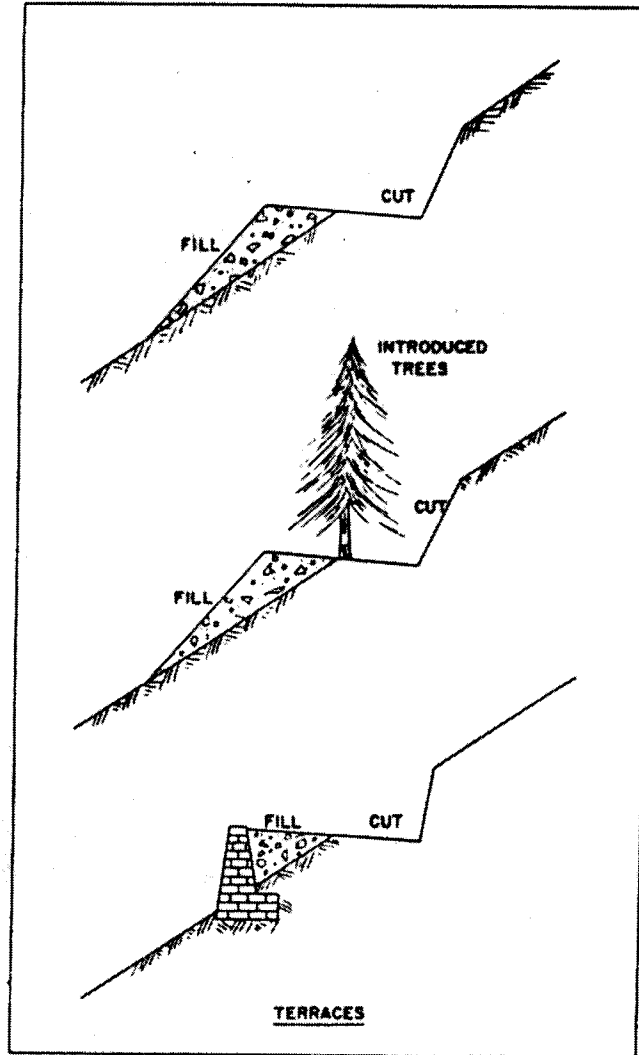 CUT
FILL
INTRODUCED
TREES
CUT
FILL
FILL CUT
TERRACES